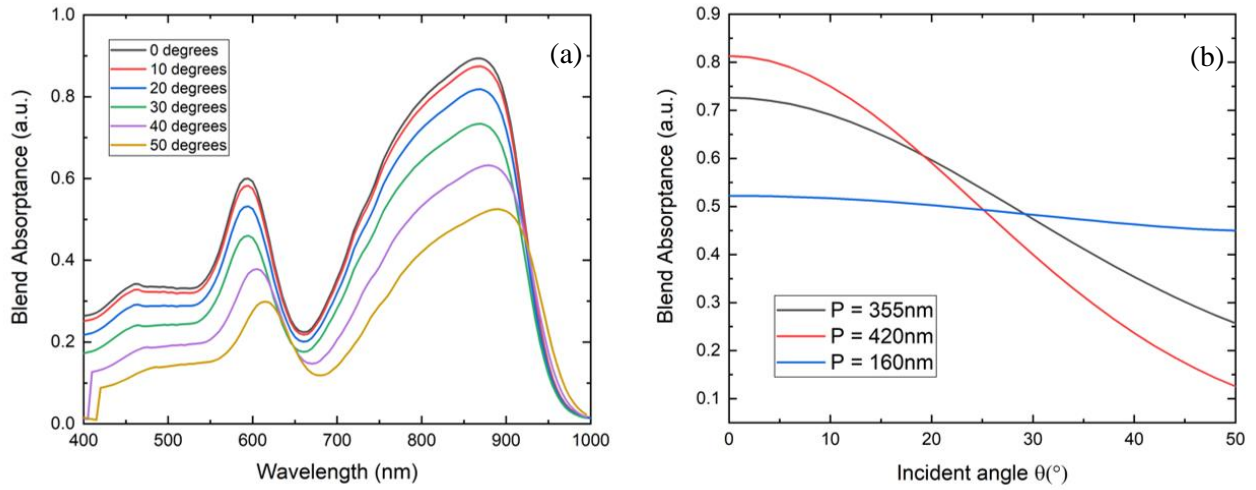 (a)
0 degrees
10 degrees
20 degrees
30 degrees
40 degrees
50 degrees
Blend Absorptance (a.u.)
1.0
0.8
0.6
0.4
0.2
0.0
400 500 600 700 800 900 1000
Wavelength (nm)
(b)
Blend Absorptance (a.u.)
0.9
0.8
0.7
0.6
0.5
0.4
0.3
0.2
0.1
P = 355nm
P = 420nm
P = 160nm
0 10 20 30 40 50
Incident angle θ(°)